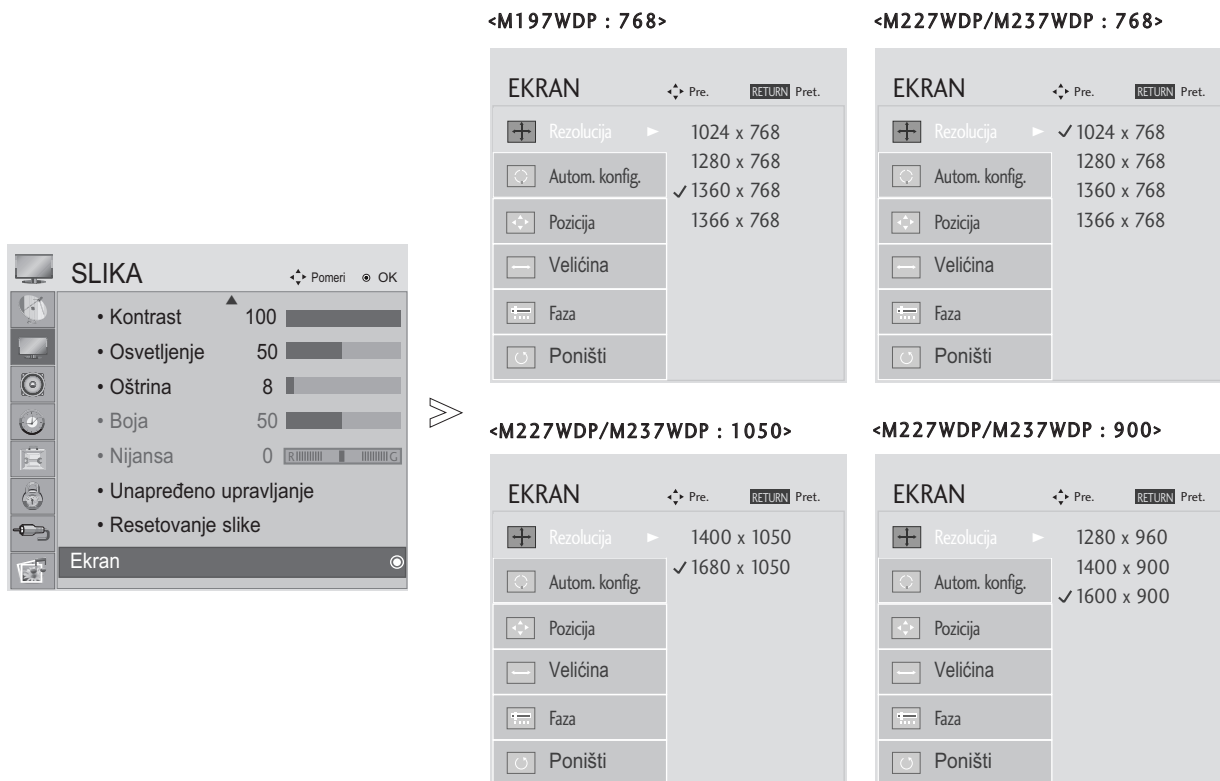 SLIKA
Pomeri OK
• Kontrast 100
• Osvetljenje 50
• Oštrina 8
• Boja 50
• Nijansa 0 R G
• Unapređeno upravljanje
• Resetovanje slike
Ekran
<M197WDP : 768>
EKRAN
Pre. RETURN Pret.
Rezolucija
1024 x 768
1280 x 768
✓ 1360 x 768
1366 x 768
Autom. konfig.
Pozicija
Velićina
Faza
Poništi
<M227WDP/M237WDP : 768>
EKRAN
Pre. RETURN Pret.
Rezolucija
✓ 1024 x 768
1280 x 768
1360 x 768
1366 x 768
Autom. konfig.
Pozicija
Velićina
Faza
Poništi
<M227WDP/M237WDP : 1050>
EKRAN
Pre. RETURN Pret.
Rezolucija
1400 x 1050
✓ 1680 x 1050
Autom. konfig.
Pozicija
Velićina
Faza
Poništi
<M227WDP/M237WDP : 900>
EKRAN
Pre. RETURN Pret.
Rezolucija
1280 x 960
1400 x 900
✓ 1600 x 900
Autom. konfig.
Pozicija
Velićina
Faza
Poništi